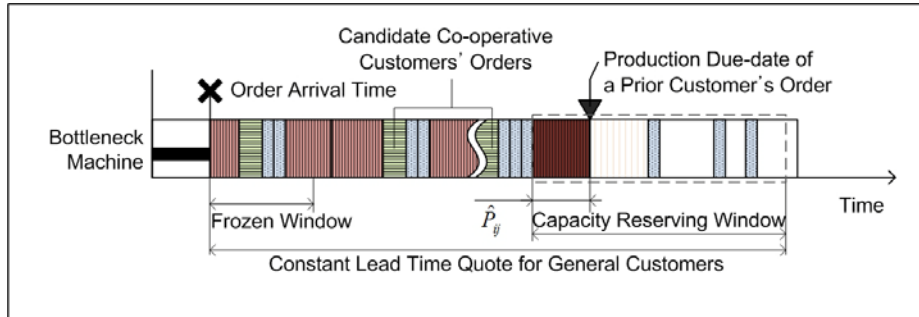 Candidate Co-operative
Customers' Orders
Production Due-date of
a Prior Customer's Order
Order Arrival Time
Bottleneck
Machine
Time
Frozen Window
P̂ij
Capacity Reserving Window
Constant Lead Time Quote for General Customers